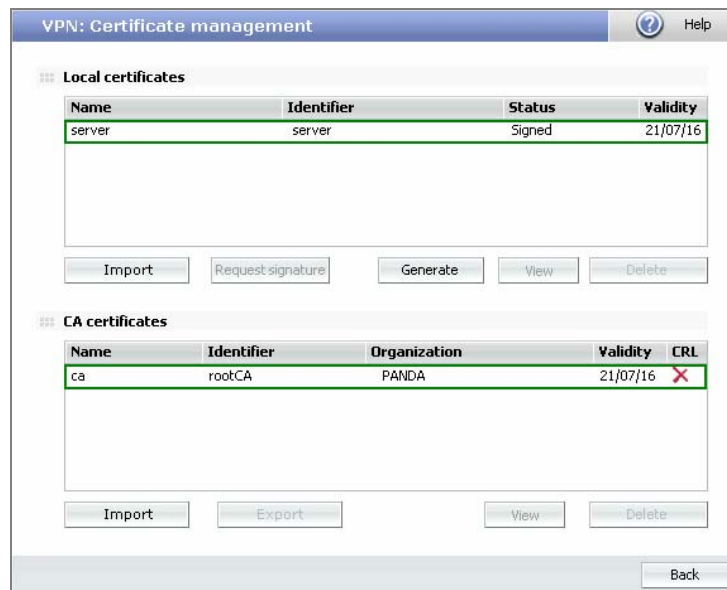 VPN: Certificate management
? Help
Local certificates
Name Identifier Status Validity
server server Signed 21/07/16
Import Request signature Generate View Delete
CA certificates
Name Identifier Organization Validity CRL
ca rootCA PANDA 21/07/16
Import Export View Delete
Back